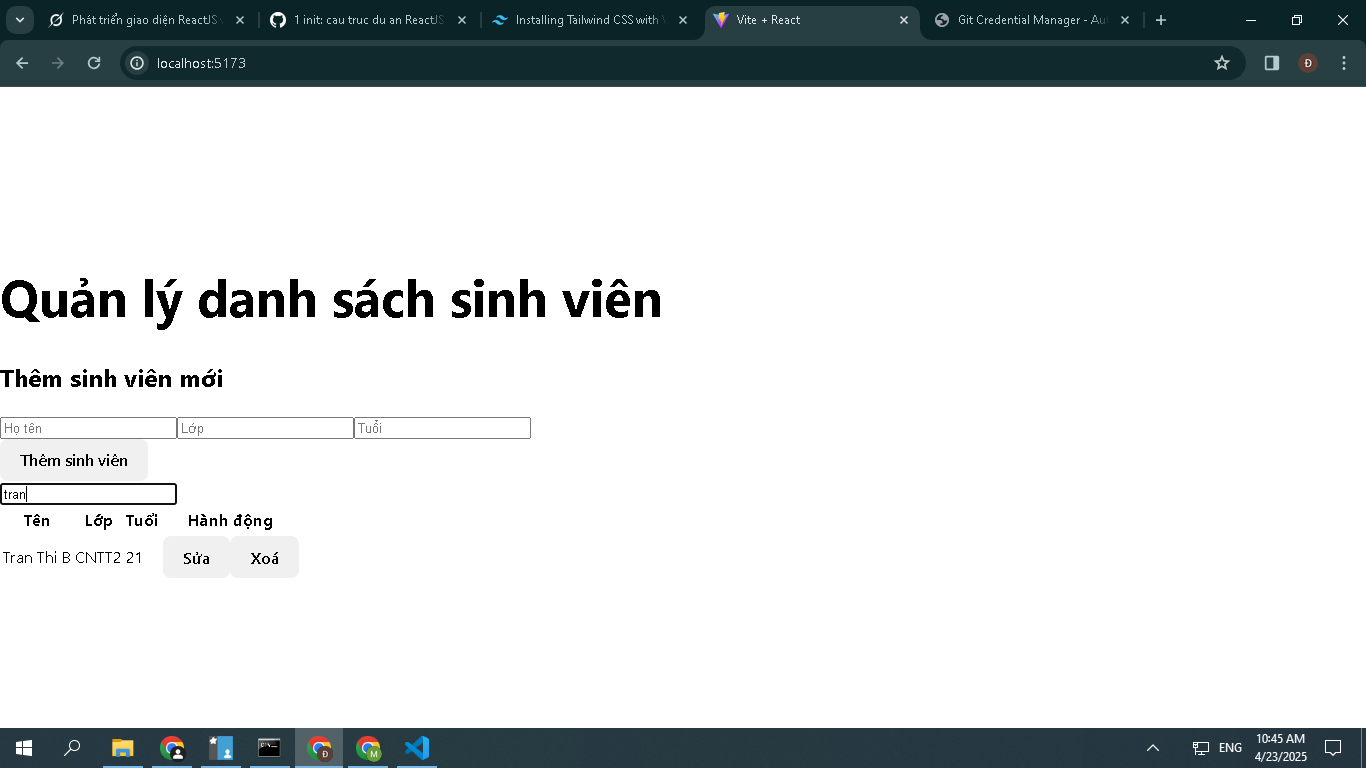 Phát triển giao diện ReactJS
1 init: cau truc du an ReactJS
Installing Tailwind CSS with
Vite + React
Git Credential Manager - Au
localhost:5173
Đ
Quản lý danh sách sinh viên
Thêm sinh viên mới
Họ tên Lớp Tuổi
Thêm sinh viên
tran
Tên Lớp Tuổi Hành động
Tran Thi B CNTT2 21 Sửa Xoá
Đ M ENG 10:45 AM
4/23/2025